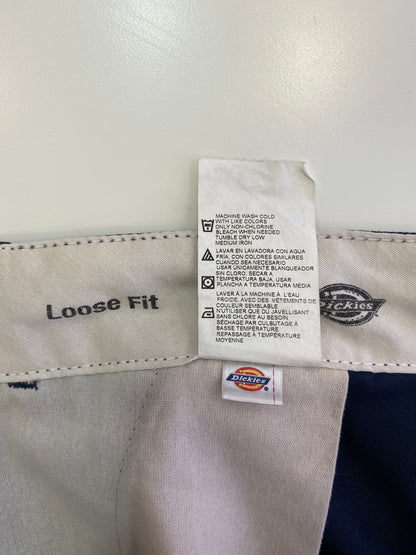 MACHINE WASH COLD
WITH LIKE COLORS
ONLY NON-CHLORINE
BLEACH WHEN NEEDED
TUMBLE DRY LOW
MEDIUM IRON
LAVAR EN LAVADORA CON AGUA
FRÍA, CON COLORES SIMILARES
CUANDO SEA NECESARIO
USAR ÚNICAMENTE BLANQUEADOR
SIN CLORO, SECAR A
TEMPERATURA BAJA, USAR
PLANCHA A TEMPERATURA MEDIA
LAVER À LA MACHINE À L'EAU
FROIDE, AVEC DES VÊTEMENTS DE
COULEUR SEMBLABLE
N'UTILISER QUE DU JAVELLISANT
SANS CHLORE AU BESOIN
SÉCHAGE PAR CULBUTAGE À
BASSE TEMPÉRATURE
REPASSAGE À TEMPÉRATURE
MOYENNE
Loose Fit
Dickies
Dickies